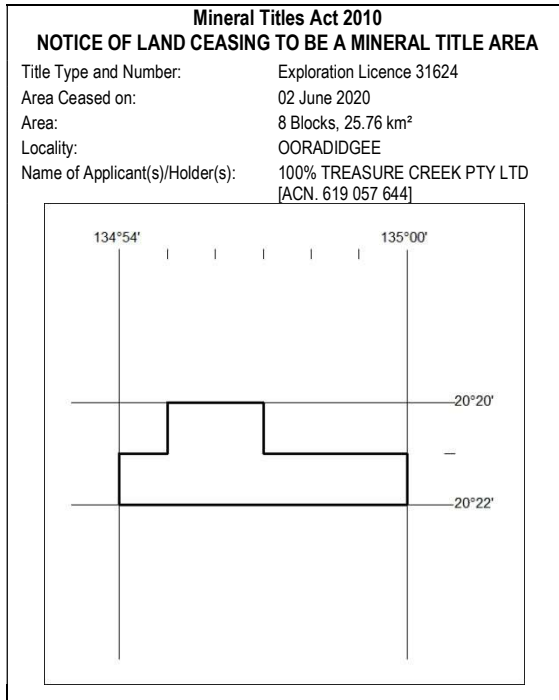 Mineral Titles Act 2010
NOTICE OF LAND CEASING TO BE A MINERAL TITLE AREA
Title Type and Number: Exploration Licence 31624
Area Ceased on: 02 June 2020
Area: 8 Blocks, 25.76 km²
Locality: OORADIDGEE
Name of Applicant(s)/Holder(s): 100% TREASURE CREEK PTY LTD
[ACN. 619 057 644]
134°54' 135°00'
20°20'
20°22'